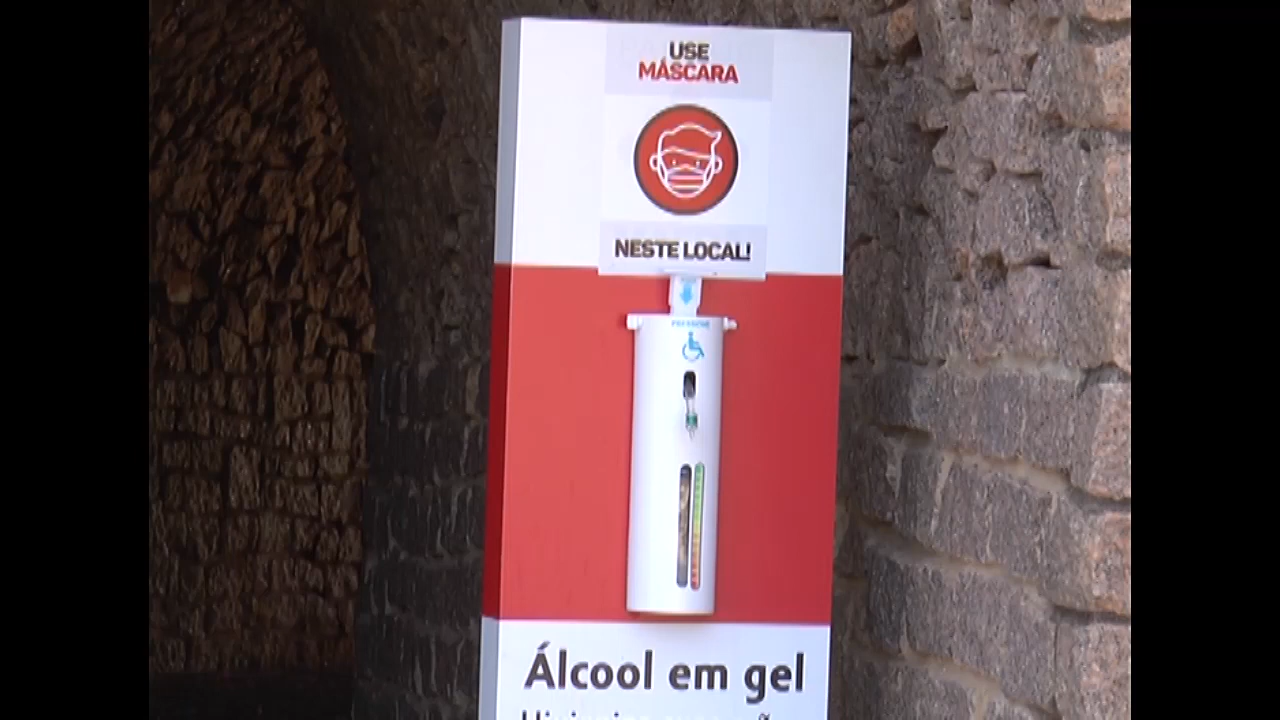 USE
MÁSCARA
NESTE LOCAL!
PRESSIONE
Álcool em gel